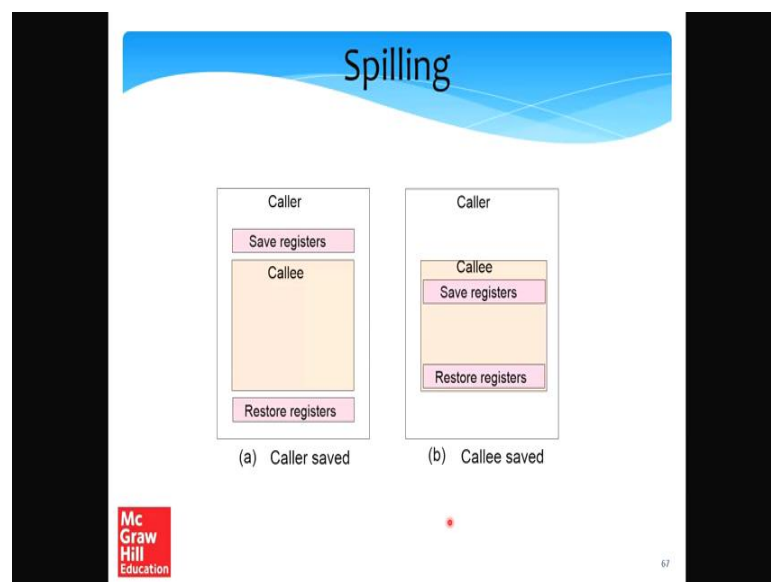 Spilling
Caller
Save registers
Callee
Restore registers
(a) Caller saved
Caller
Callee
Save registers
Restore registers
(b) Callee saved
Mc
Graw
Hill
Education
67